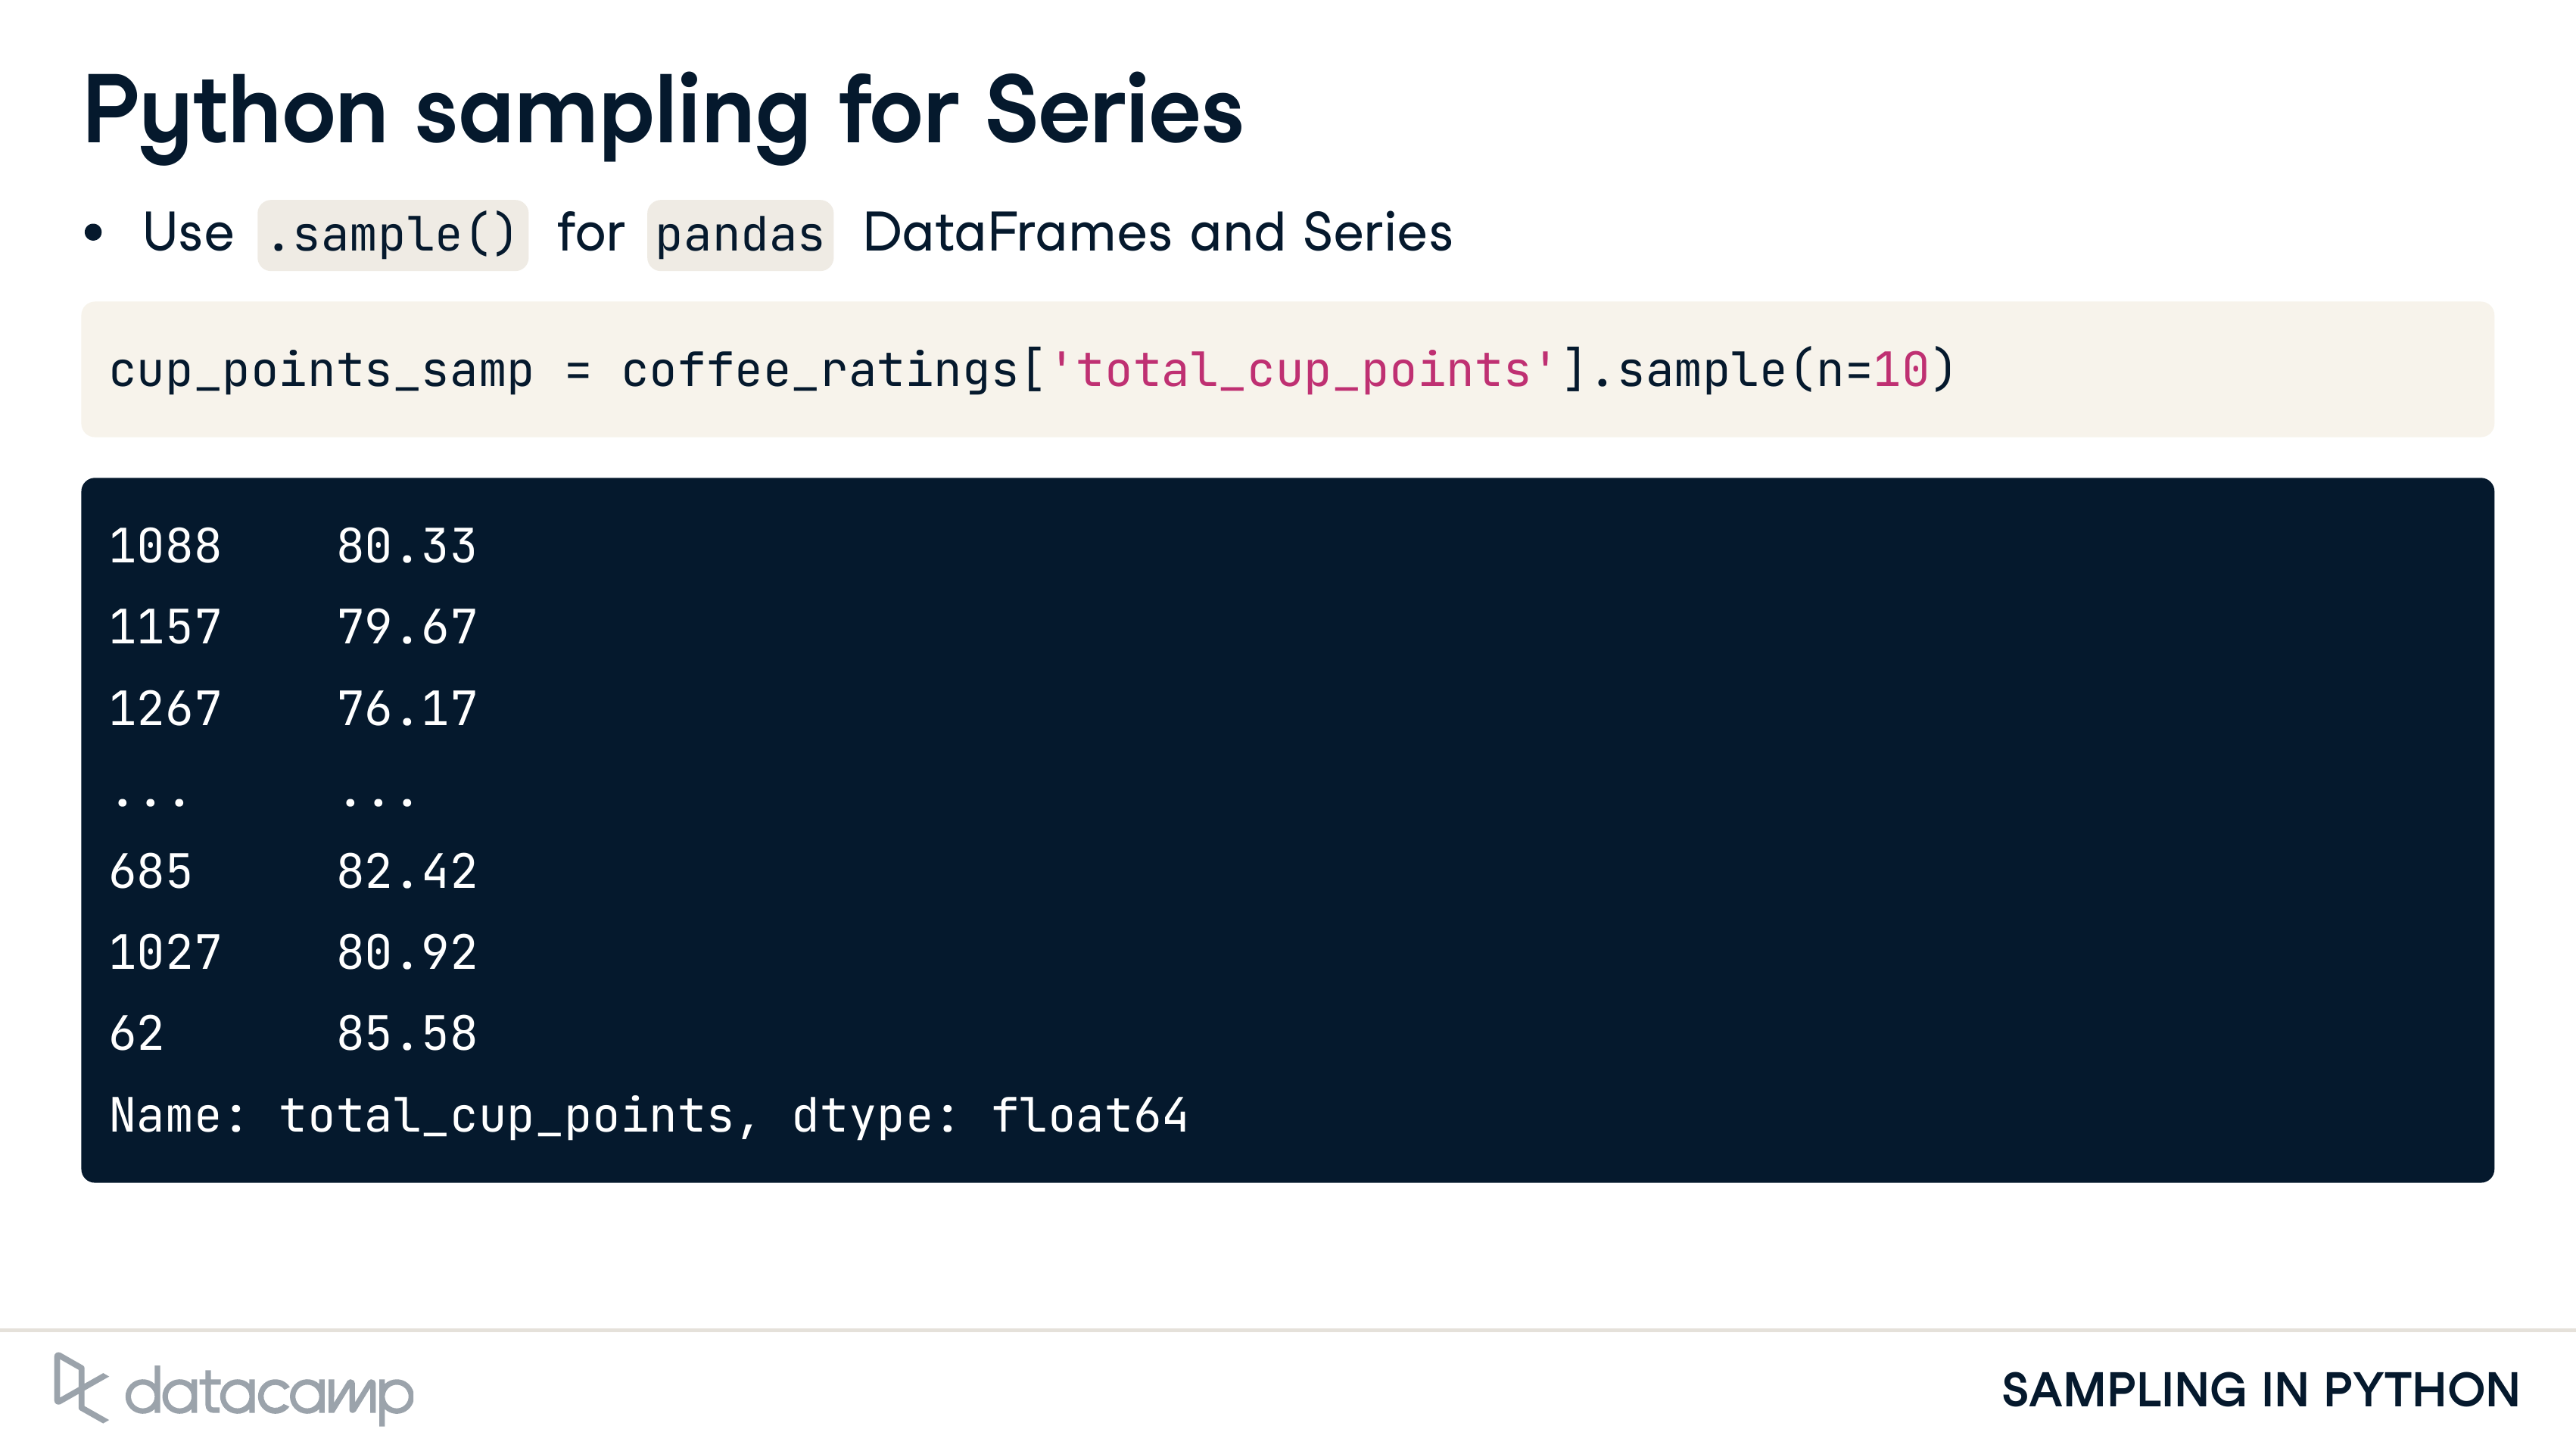 Python sampling for Series
• Use .sample() for pandas DataFrames and Series
cup_points_samp = coffee_ratings['total_cup_points'].sample(n=10)
1088    80.33
1157    79.67
1267    76.17
...     ...
685     82.42
1027    80.92
62      85.58
Name: total_cup_points, dtype: float64
datacamp
SAMPLING IN PYTHON